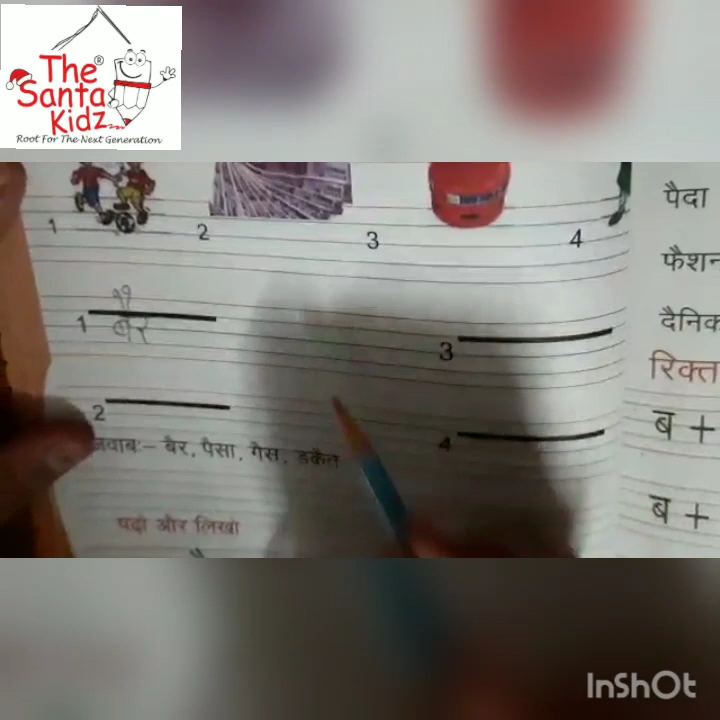 The ®
Santa
Kidz
Root For The Next Generation
1 2 3 4
1 बैर
3
2
4
जवाब:- बैर, पैसा, गैस, डकैत
पढ़ो और लिखो
पैदा
फैशन
दैनिक
रिक्त
ब +
ब +
InShOt